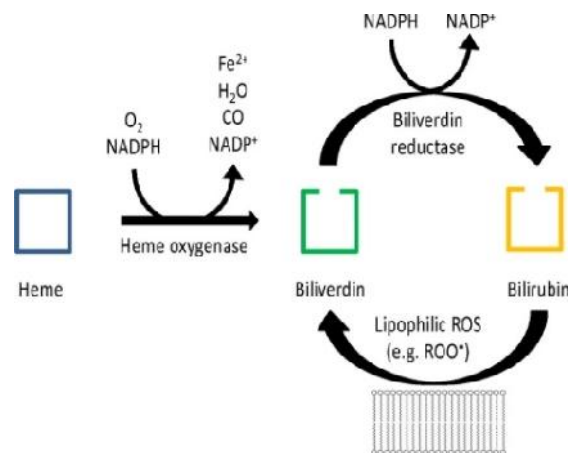 NADPH NADP⁺
Fe²⁺
H₂O
CO
NADP⁺
O₂
NADPH
Biliverdin
reductase
Heme oxygenase
Heme
Biliverdin
Bilirubin
Lipophilic ROS
(e.g. ROO•)